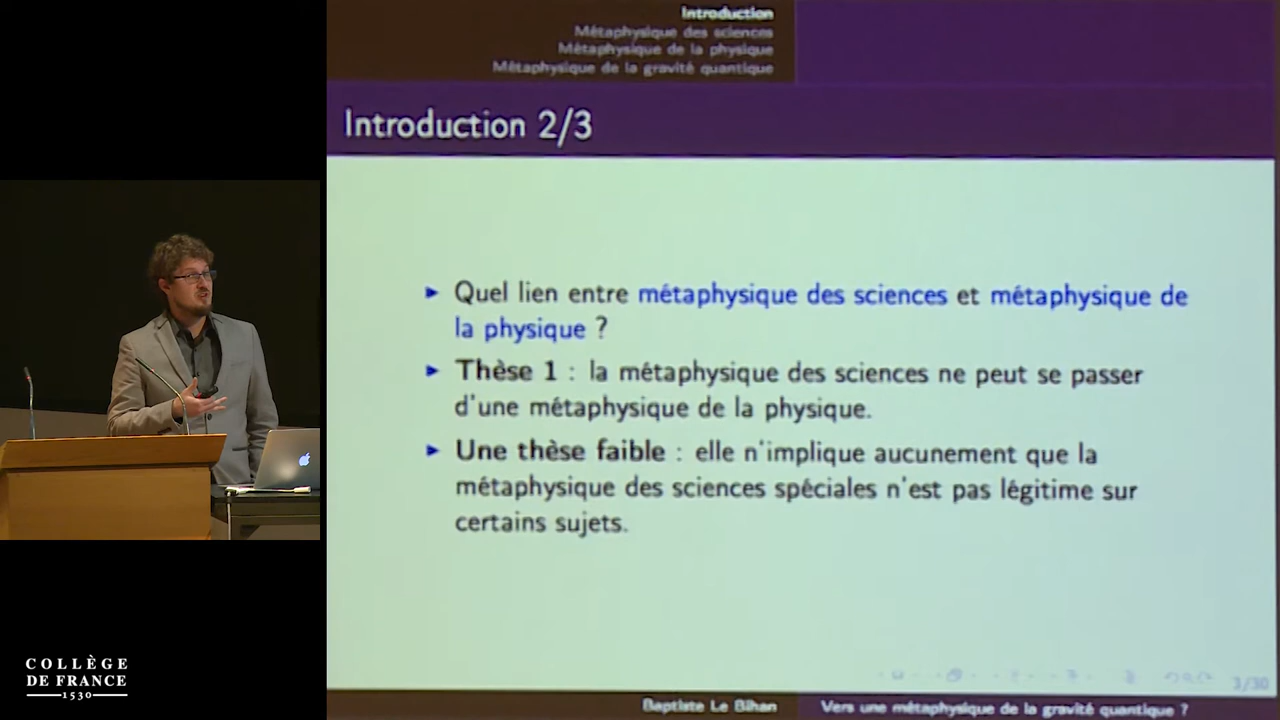 Introduction
Métaphysique des sciences
Métaphysique de la physique
Métaphysique de la gravité quantique
Introduction 2/3
► Quel lien entre métaphysique des sciences et métaphysique de
la physique ?
► Thèse 1 : la métaphysique des sciences ne peut se passer
d'une métaphysique de la physique.
► Une thèse faible : elle n'implique aucunement que la
métaphysique des sciences spéciales n'est pas légitime sur
certains sujets.
3/30
Baptiste Le Bihan
Vers une métaphysique de la gravité quantique ?
COLLÈGE
DE FRANCE
1530